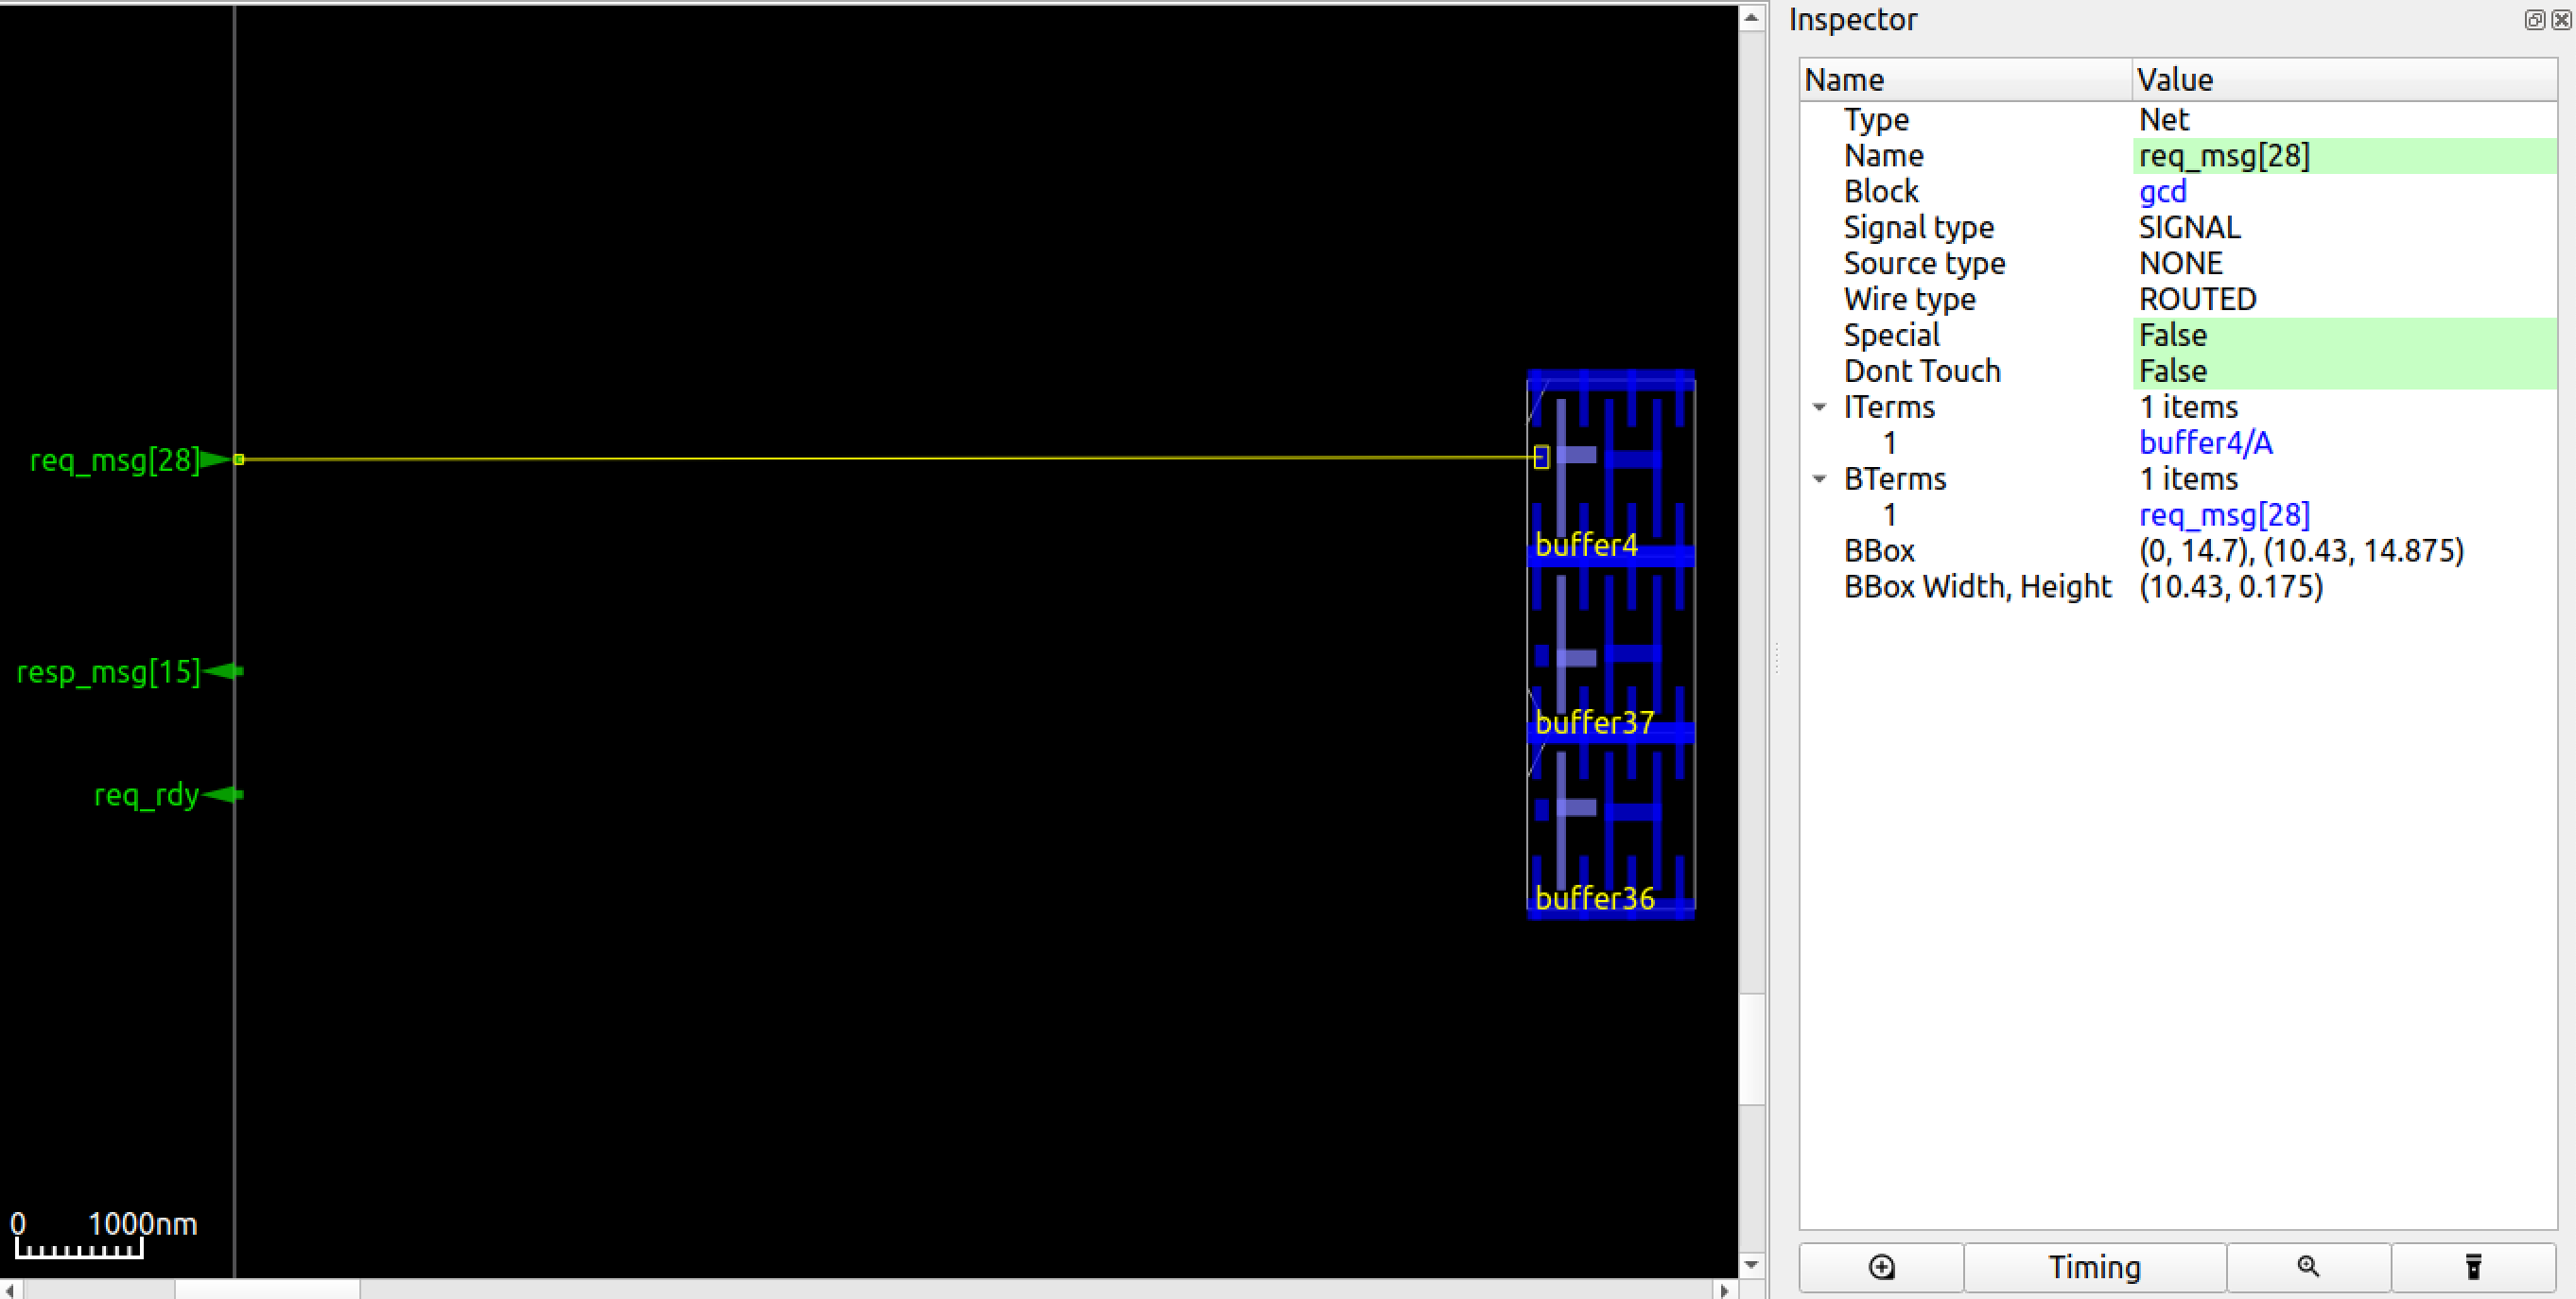 req_msg[28]
resp_msg[15]
req_rdy
buffer4
buffer37
buffer36
0 1000nm
Inspector
Name Value
Type Net
Name req_msg[28]
Block gcd
Signal type SIGNAL
Source type NONE
Wire type ROUTED
Special False
Dont Touch False
ITerms 1 items
1 buffer4/A
BTerms 1 items
1 req_msg[28]
BBox (0, 14.7), (10.43, 14.875)
BBox Width, Height (10.43, 0.175)
Timing